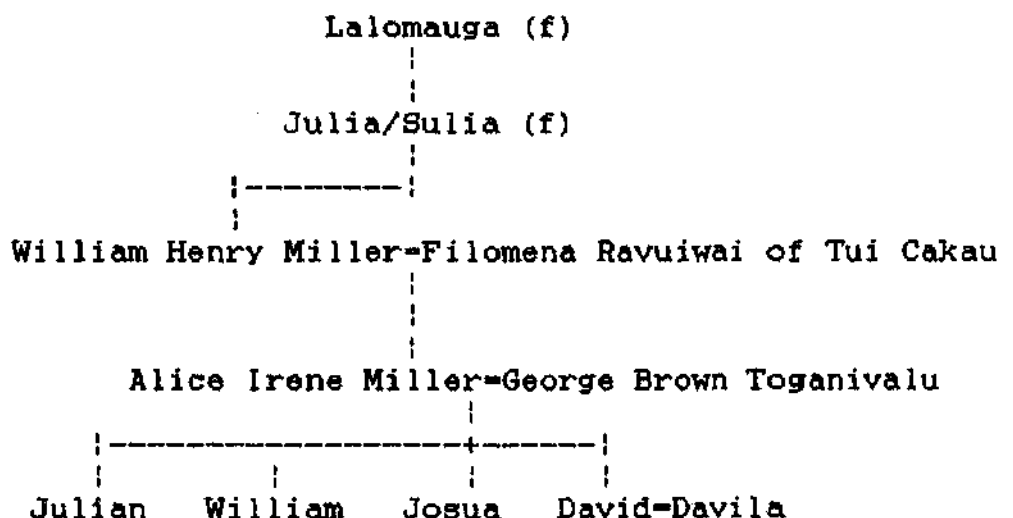 Lalomauga (f)
Julia/Sulia (f)
William Henry Miller=Filomena Ravuiwai of Tui Cakau
Alice Irene Miller=George Brown Toganivalu
Julian William Josua David=Davila